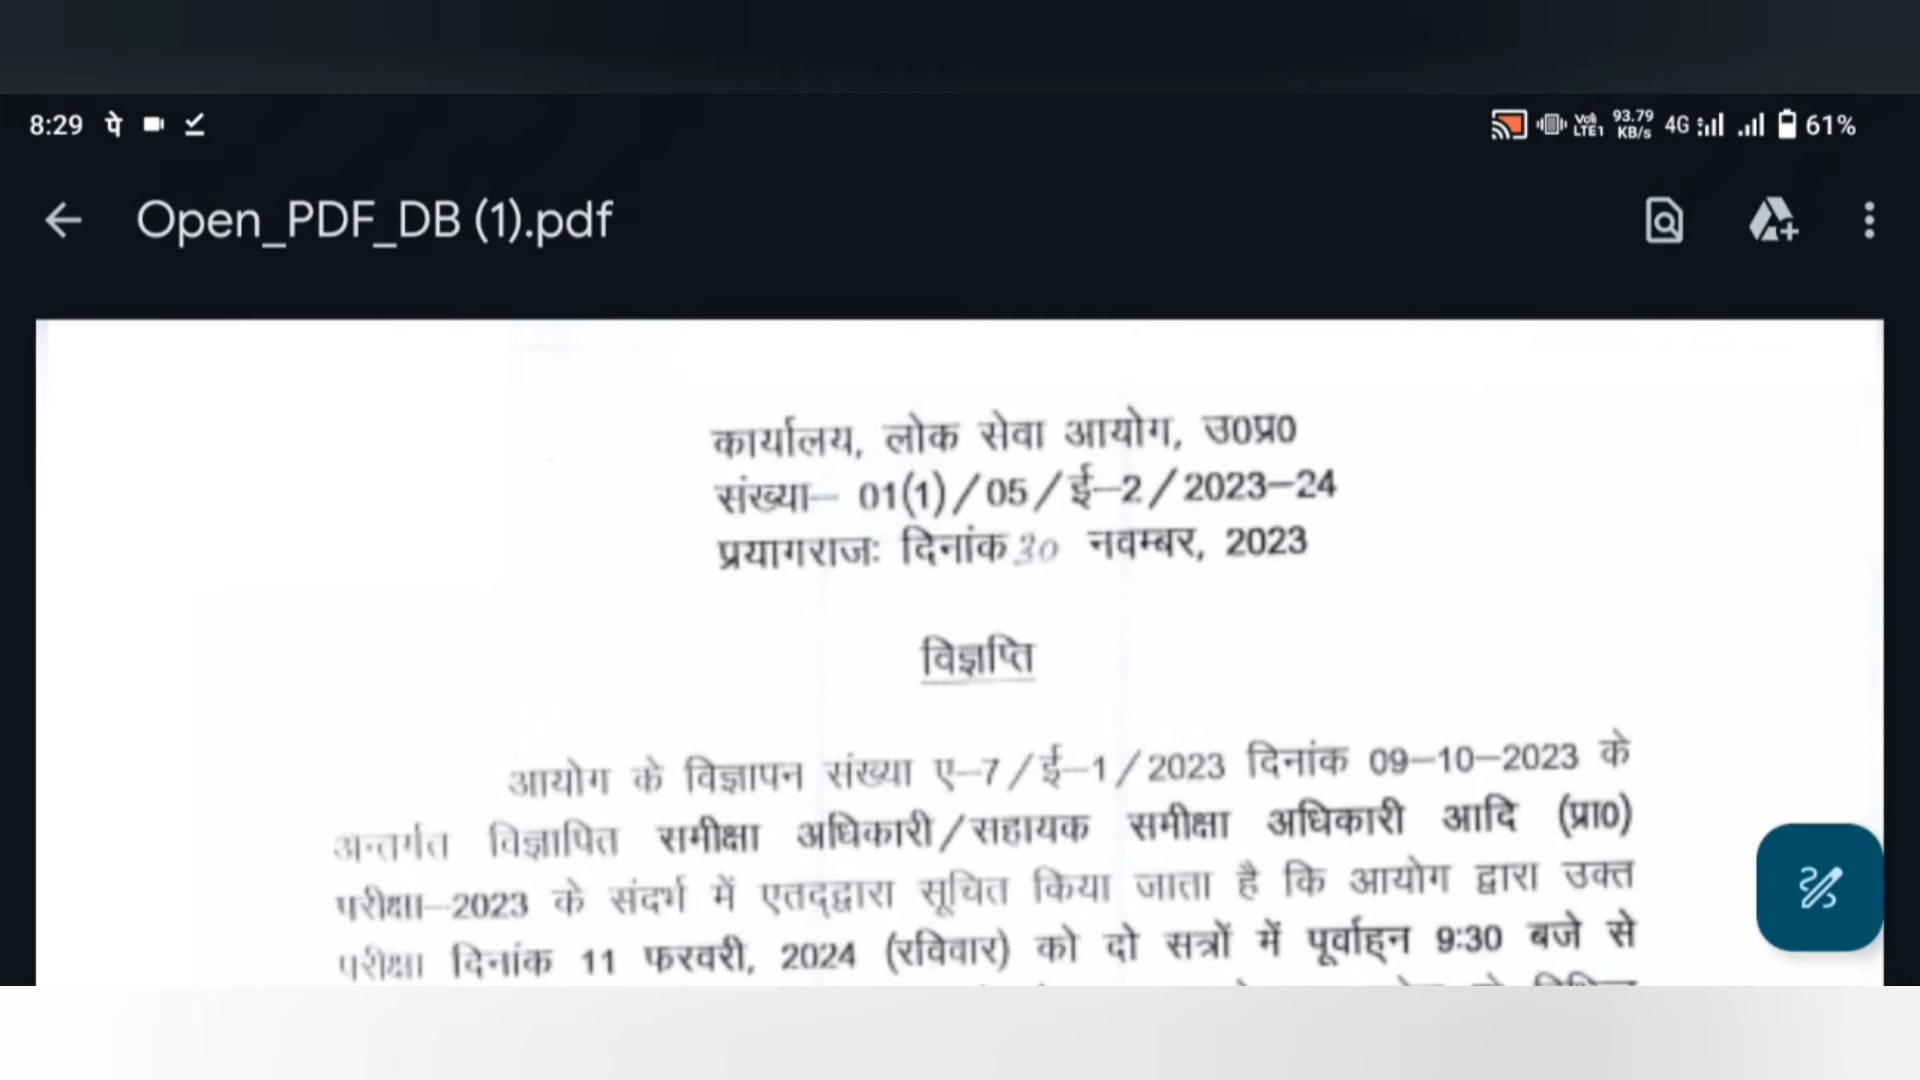 8:29 पे
VoB LTE1 93.79 KB/s 4G 61%
Open_PDF_DB (1).pdf
कार्यालय, लोक सेवा आयोग, उ0प्र0
संख्या– 01(1)/05/ई–2/2023–24
प्रयागराजः दिनांक 30 नवम्बर, 2023
विज्ञप्ति
आयोग के विज्ञापन संख्या ए–7/ई–1/2023 दिनांक 09–10–2023 के
अन्तर्गत विज्ञापित समीक्षा अधिकारी/सहायक समीक्षा अधिकारी आदि (प्रा0)
परीक्षा–2023 के संदर्भ में एतद्द्वारा सूचित किया जाता है कि आयोग द्वारा उक्त
परीक्षा दिनांक 11 फरवरी, 2024 (रविवार) को दो सत्रों में पूर्वाह्न 9:30 बजे से